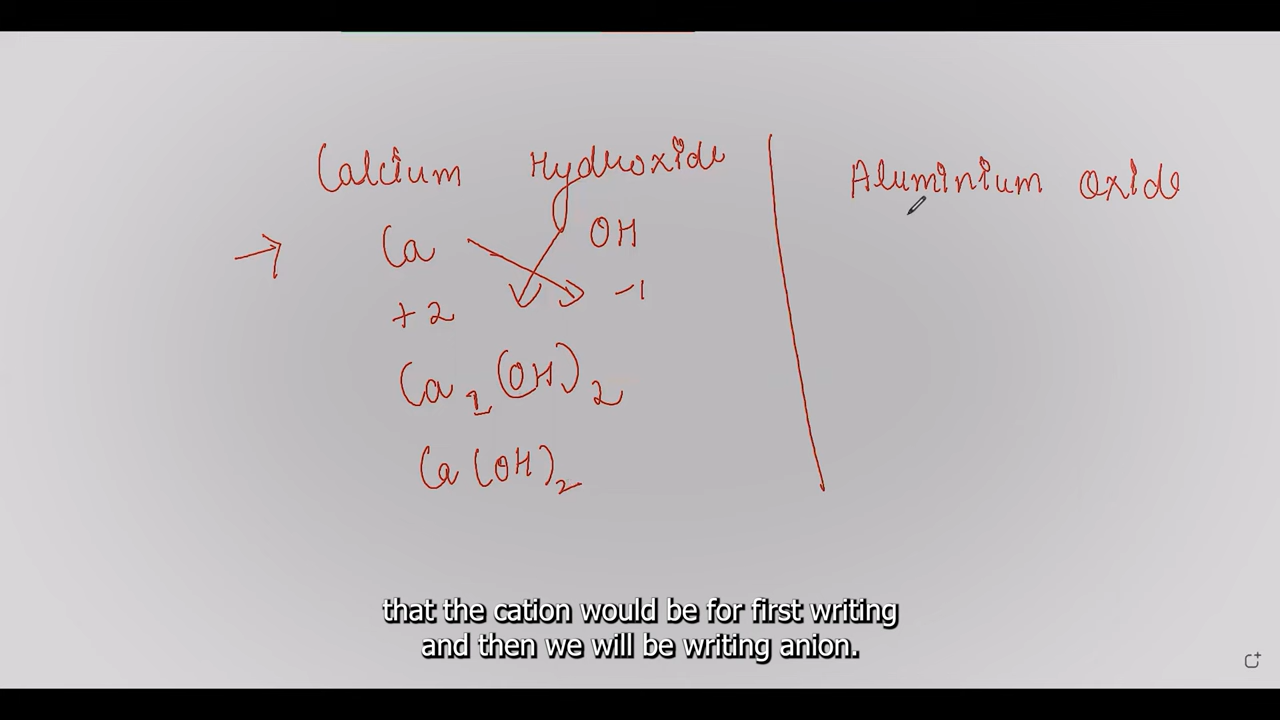 Calcium Hydroxide
Ca OH
+2 -1
Ca1(OH)2
Ca(OH)2
Aluminium Oxide
that the cation would be for first writing
and then we will be writing anion.